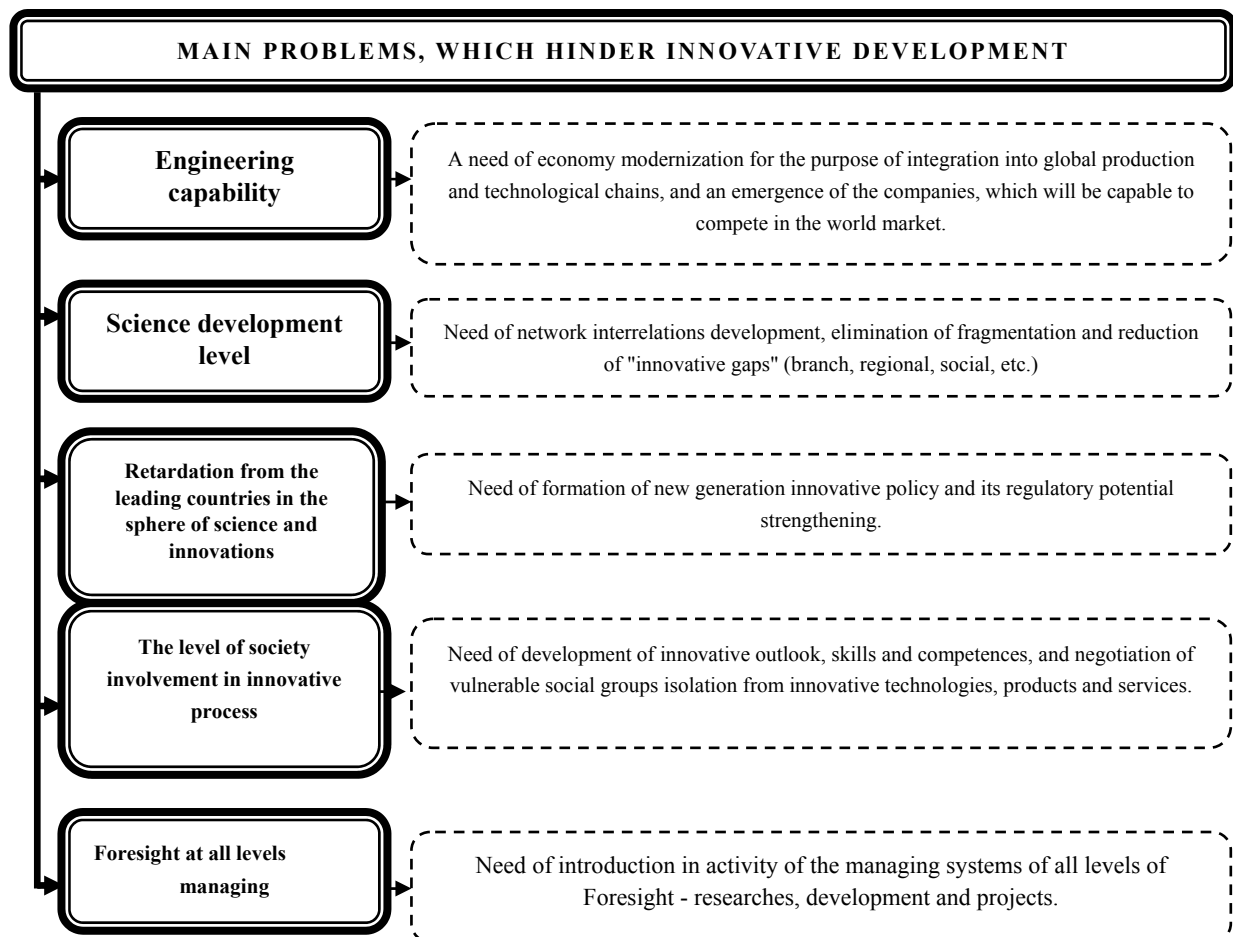 MAIN PROBLEMS, WHICH HINDER INNOVATIVE DEVELOPMENT
Engineering
capability
A need of economy modernization for the purpose of integration into global production
and technological chains, and an emergence of the companies, which will be capable to
compete in the world market.
Science development
level
Need of network interrelations development, elimination of fragmentation and reduction
of "innovative gaps" (branch, regional, social, etc.)
Retardation from the
leading countries in the
sphere of science and
innovations
Need of formation of new generation innovative policy and its regulatory potential
strengthening.
The level of society
involvement in innovative
process
Need of development of innovative outlook, skills and competences, and negotiation of
vulnerable social groups isolation from innovative technologies, products and services.
Foresight at all levels
managing
Need of introduction in activity of the managing systems of all levels of
Foresight - researches, development and projects.